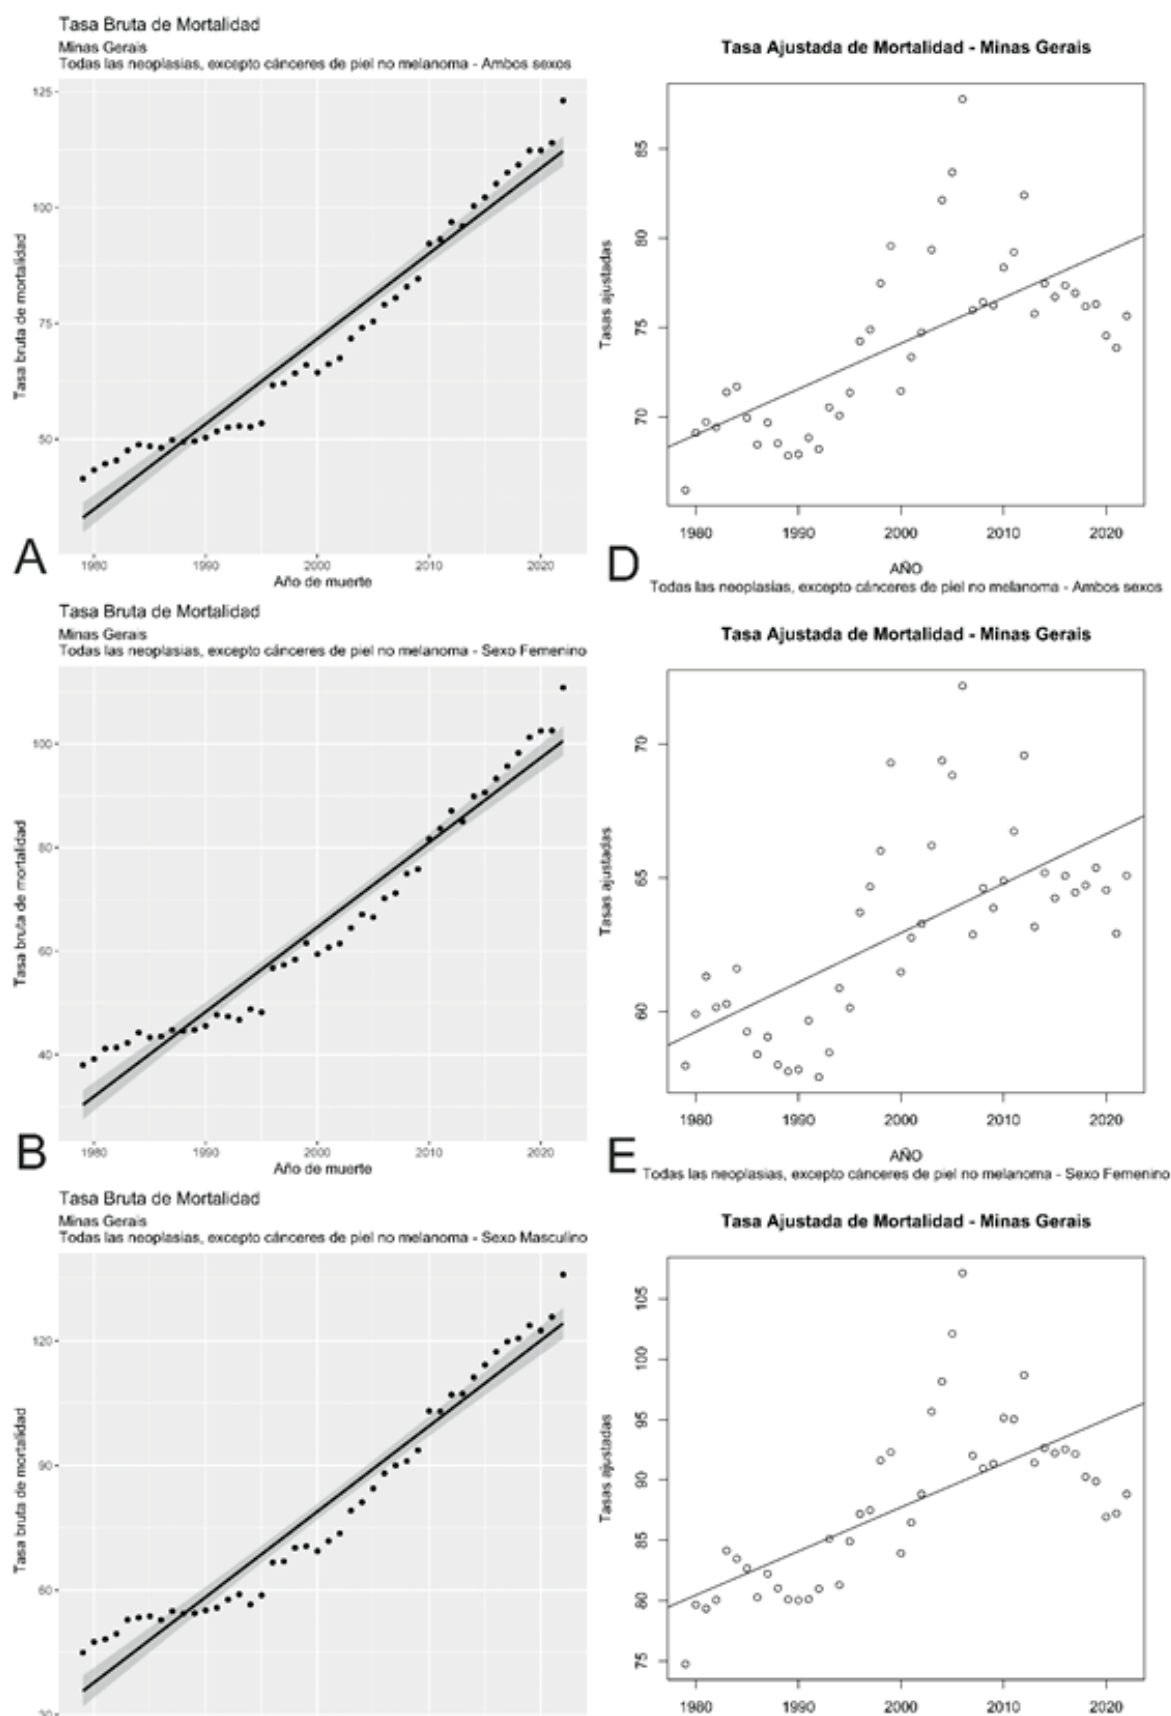 Tasa Bruta de Mortalidad
Minas Gerais
Todas las neoplasias, excepto cánceres de piel no melanoma - Ambos sexos
Tasa bruta de mortalidad
125
100
75
50
1980
1990
2000
2010
2020
Año de muerte
A
Tasa Ajustada de Mortalidad - Minas Gerais
Tasas ajustadas
85
80
75
70
1980
1990
2000
2010
2020
AÑO
Todas las neoplasias, excepto cánceres de piel no melanoma - Ambos sexos
D
Tasa Bruta de Mortalidad
Minas Gerais
Todas las neoplasias, excepto cánceres de piel no melanoma - Sexo Femenino
Tasa bruta de mortalidad
100
80
60
40
1980
1990
2000
2010
2020
Año de muerte
B
Tasa Ajustada de Mortalidad - Minas Gerais
Tasas ajustadas
70
65
60
1980
1990
2000
2010
2020
AÑO
Todas las neoplasias, excepto cánceres de piel no melanoma - Sexo Femenino
E
Tasa Bruta de Mortalidad
Minas Gerais
Todas las neoplasias, excepto cánceres de piel no melanoma - Sexo Masculino
Tasa bruta de mortalidad
120
90
60
30
Tasa Ajustada de Mortalidad - Minas Gerais
Tasas ajustadas
105
100
95
90
85
80
75
1980
1990
2000
2010
2020